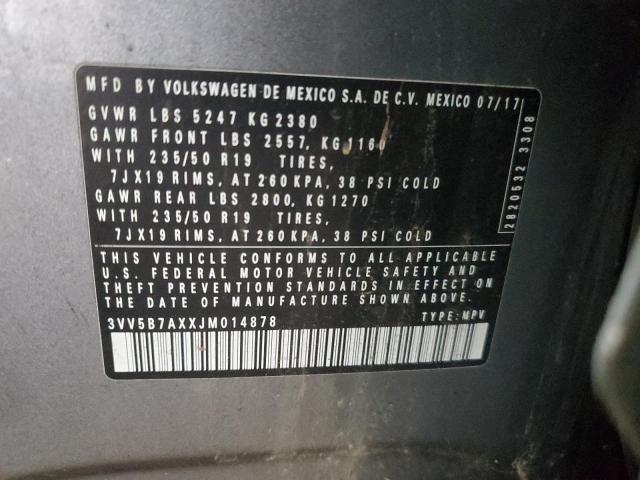 MFD BY VOLKSWAGEN DE MEXICO S.A. DE C.V. MEXICO 07/17
GVWR LBS 5247 KG 2380
GAWR FRONT LBS 2557, KG 1160
WITH 235/50 R19 TIRES,
7JX19 RIMS, AT 260 KPA, 38 PSI COLD
GAWR REAR LBS 2800, KG 1270
WITH 235/50 R19 TIRES,
7JX19 RIMS, AT 260 KPA, 38 PSI COLD
2820532 3308
THIS VEHICLE CONFORMS TO ALL APPLICABLE
U.S. FEDERAL MOTOR VEHICLE SAFETY AND
THEFT PREVENTION STANDARDS IN EFFECT ON
THE DATE OF MANUFACTURE SHOWN ABOVE.
3VV5B7AXXJM014878 TYPE: MPV